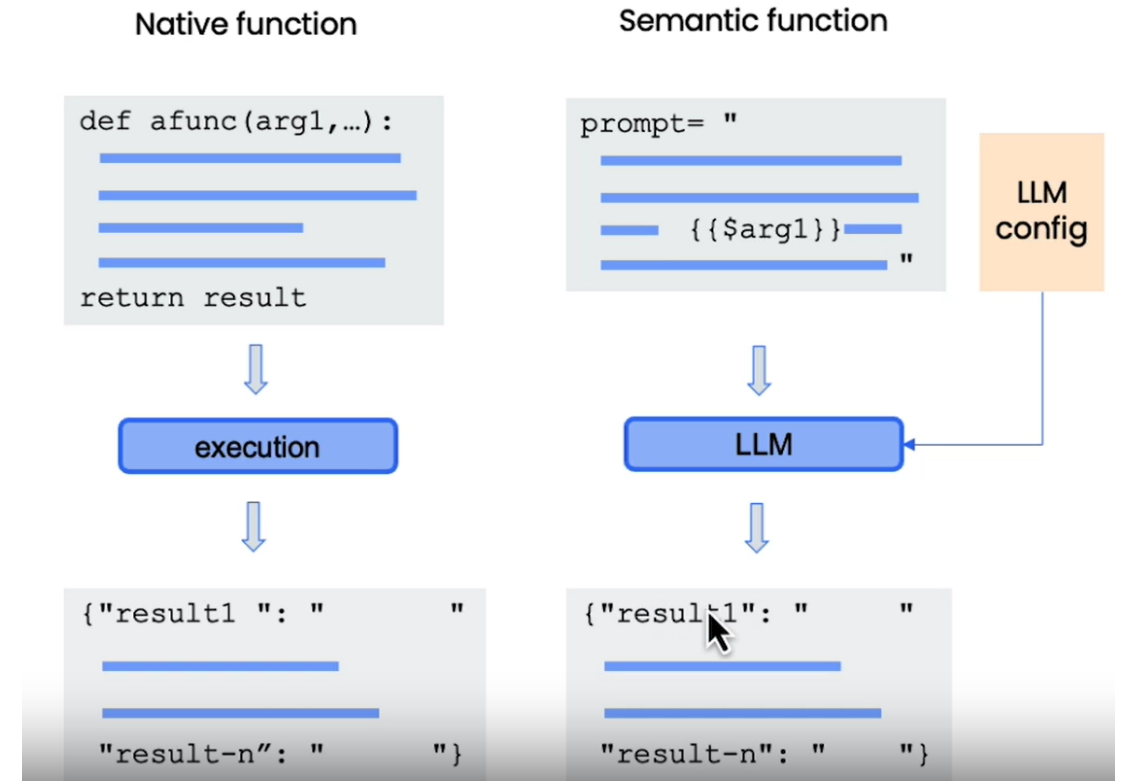 Native function
def afunc(arg1,…):
return result
execution
{"result1 ": " "
"result-n": " "}
Semantic function
prompt= "
{{$arg1}}
"
LLM
config
LLM
{"result1": " "
"result-n": " "}